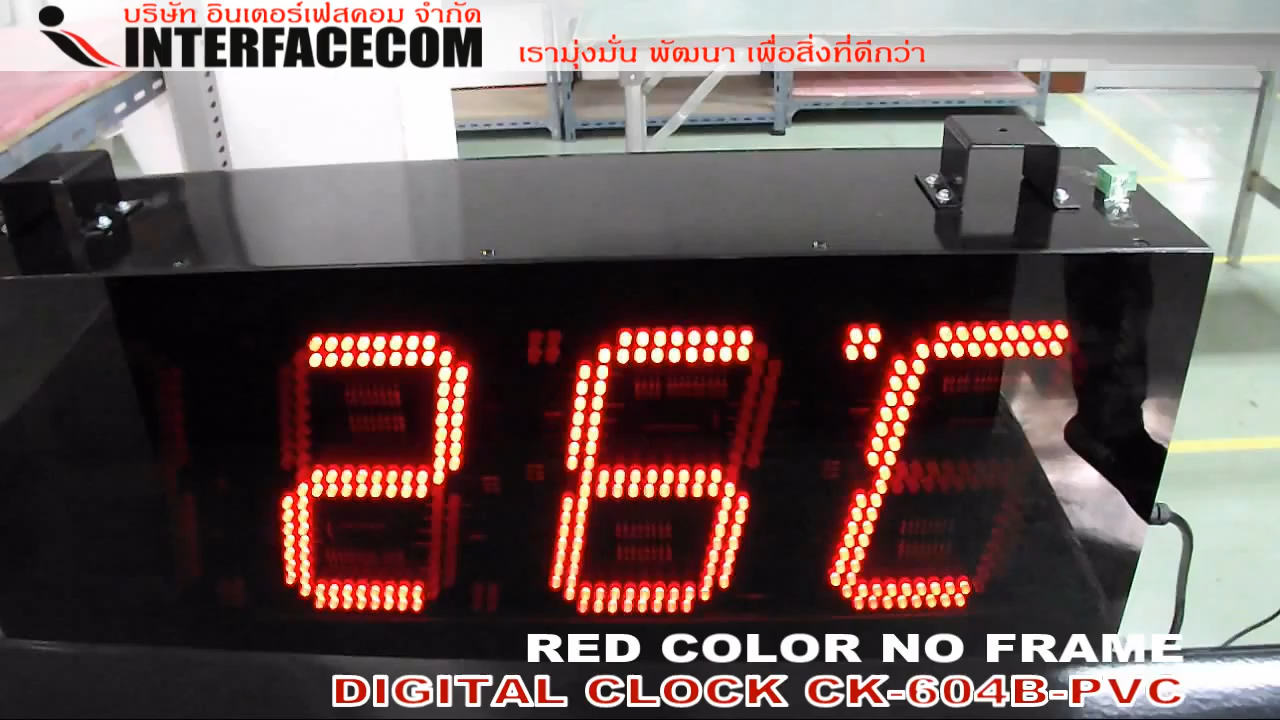 บริษัท อินเตอร์เฟสคอม จำกัด
INTERFACECOM
เรามุ่งมั่น พัฒนา เพื่อสิ่งที่ดีกว่า
26°C
RED COLOR NO FRAME
DIGITAL CLOCK CK-604B-PVC